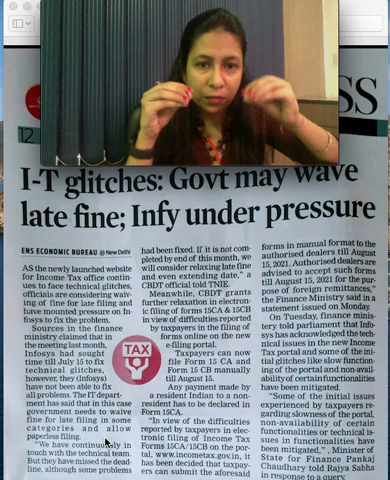 SS
12
I-T glitches: Govt may wave
late fine; Infy under pressure
ENS ECONOMIC BUREAU @ New Delhi
AS the newly launched website
for Income Tax office contin-
ues to face technical glitches,
officials are considering waiv-
ing of fine for late filing and
have mounted pressure on In-
fosys to fix the problem.
Sources in the finance
ministry claimed that in
the meeting last month,
Infosys had sought
time till July 15 to fix
technical glitches,
however, they (Infosys)
have not been able to fix
all problems. The IT depart-
ment has said that in this case
government needs to waive
fine for late filing in some
categories and allow
paperless filing.
"We have continuously in
touch with the technical team.
But they have missed the dead-
line, although some problems
had been fixed. If it is not com-
pleted by end of this month, we
will consider relaxing late fine
and even extending date," a
CBDT official told TNIE.
Meanwhile, CBDT grants
further relaxation in electron-
ic filing of forms 15CA & 15CB
in view of difficulties reported
by taxpayers in the filing of
forms online on the new
e-filing portal.
Taxpayers can now
file Form 15 CA and
Form 15 CB manually
till August 15.
Any payment made by
a resident Indian to a non-
resident has to be declared in
Form 15CA.
"In view of the difficulties
reported by taxpayers in elec-
tronic filing of Income Tax
Forms 15CA/15CB on the por-
tal, www.incometax.gov.in, it
has been decided that taxpay-
ers can submit the aforesaid
TAX
forms in manual format to the
authorised dealers till August
15, 2021. Authorised dealers are
advised to accept such forms
till August 15, 2021 for the pur-
pose of foreign remittances,"
the Finance Ministry said in a
statement issued on Monday.
On Tuesday, finance minis-
try told parliament that Info-
sys has acknowledged the tech-
nical issues in the new Income
Tax portal and some of the ini-
tial glitches like slow function-
ing of the portal and non-avail-
ability of certain functionalities
have been mitigated.
"Some of the initial issues
experienced by taxpayers re-
garding slowness of the portal,
non-availability of certain
functionalities or technical is-
sues in functionalities have
been mitigated," , Minister of
State for Finance Pankaj
Chaudhary told Rajya Sabha
in response to a query.